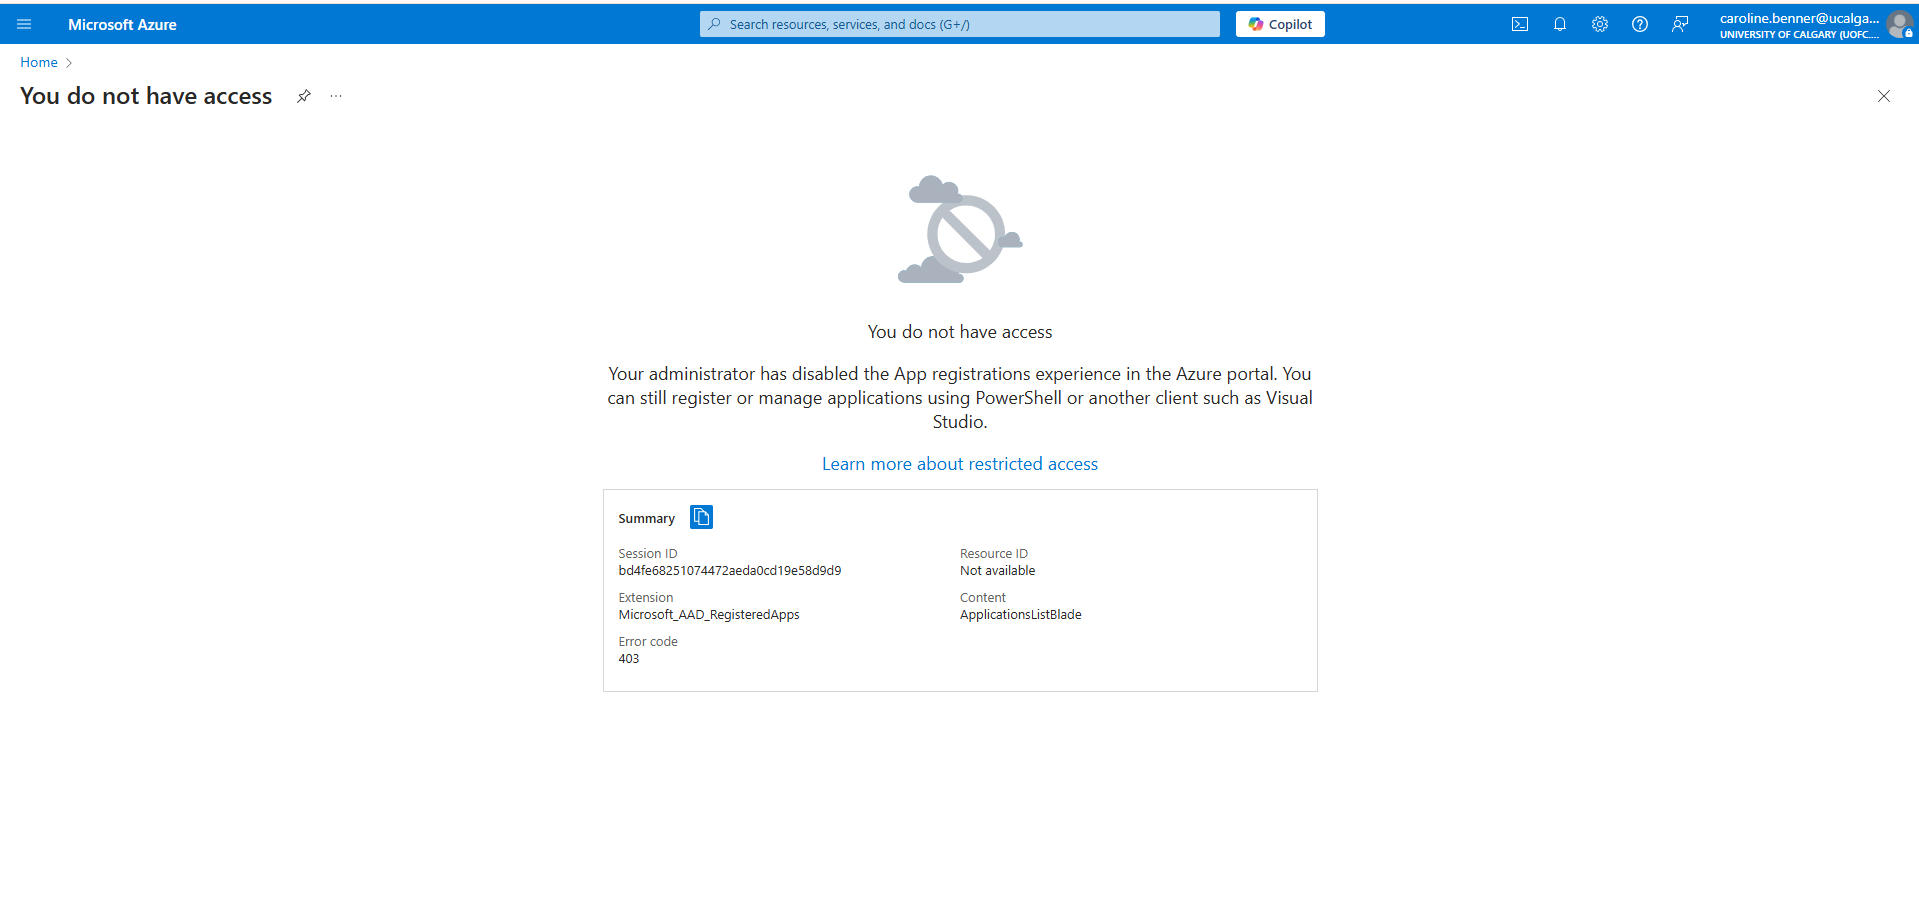 Microsoft Azure
Search resources, services, and docs (G+/)
Copilot
caroline.benner@ucalga...
UNIVERSITY OF CALGARY (UOFC....
Home
You do not have access
You do not have access
Your administrator has disabled the App registrations experience in the Azure portal. You
can still register or manage applications using PowerShell or another client such as Visual
Studio.
Learn more about restricted access
Summary
Session ID
bd4fe68251074472aeda0cd19e58d9d9
Resource ID
Not available
Extension
Microsoft_AAD_RegisteredApps
Content
ApplicationsListBlade
Error code
403